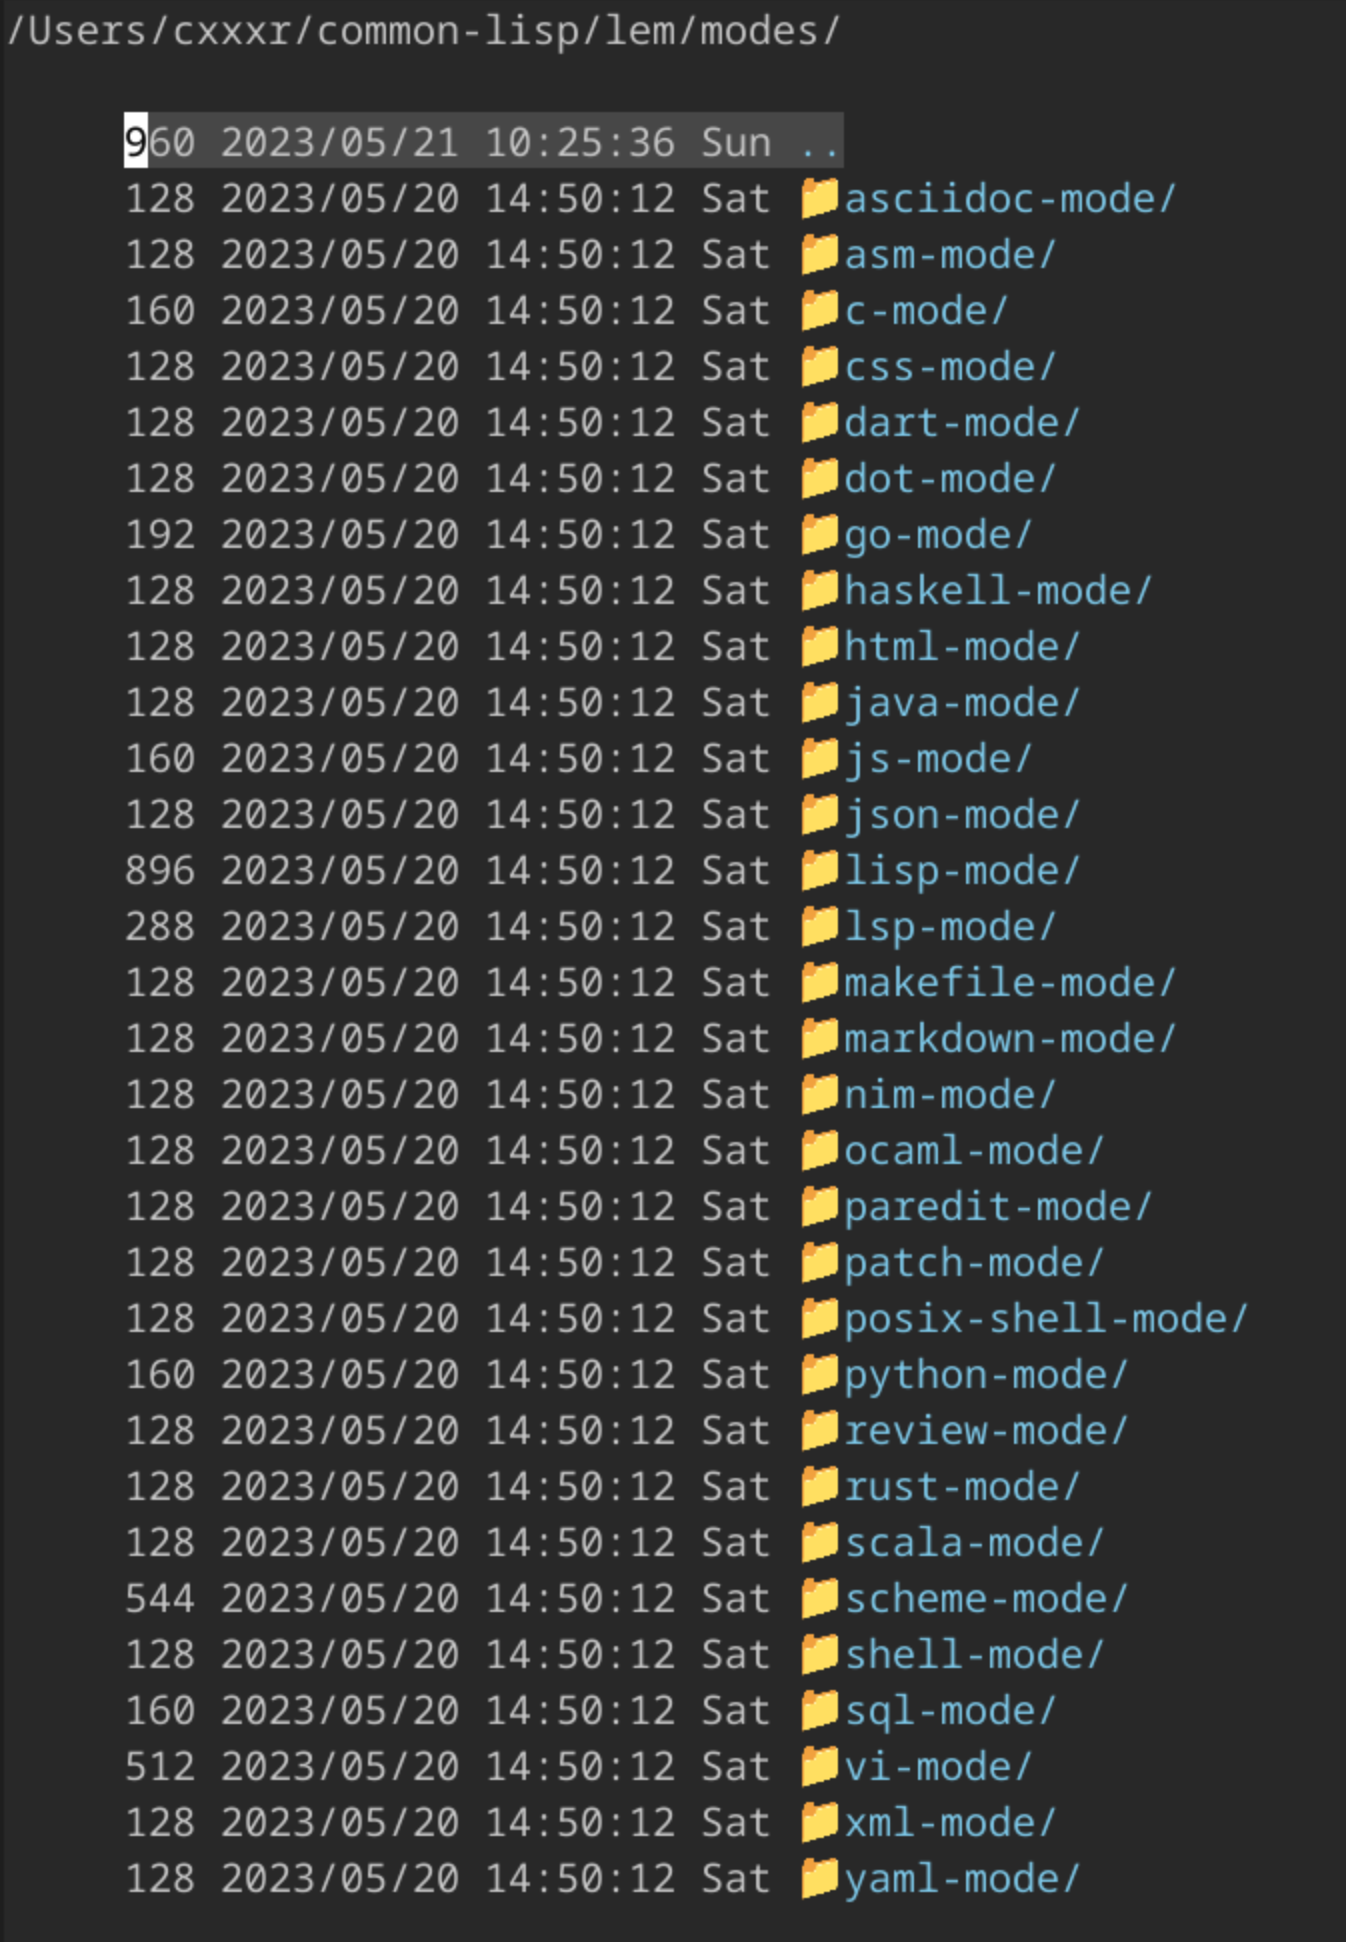 /Users/cxxxr/common-lisp/lem/modes/
960 2023/05/21 10:25:36 Sun ..
128 2023/05/20 14:50:12 Sat 📁asciidoc-mode/
128 2023/05/20 14:50:12 Sat 📁asm-mode/
160 2023/05/20 14:50:12 Sat 📁c-mode/
128 2023/05/20 14:50:12 Sat 📁css-mode/
128 2023/05/20 14:50:12 Sat 📁dart-mode/
128 2023/05/20 14:50:12 Sat 📁dot-mode/
192 2023/05/20 14:50:12 Sat 📁go-mode/
128 2023/05/20 14:50:12 Sat 📁haskell-mode/
128 2023/05/20 14:50:12 Sat 📁html-mode/
128 2023/05/20 14:50:12 Sat 📁java-mode/
160 2023/05/20 14:50:12 Sat 📁js-mode/
128 2023/05/20 14:50:12 Sat 📁json-mode/
896 2023/05/20 14:50:12 Sat 📁lisp-mode/
288 2023/05/20 14:50:12 Sat 📁lsp-mode/
128 2023/05/20 14:50:12 Sat 📁makefile-mode/
128 2023/05/20 14:50:12 Sat 📁markdown-mode/
128 2023/05/20 14:50:12 Sat 📁nim-mode/
128 2023/05/20 14:50:12 Sat 📁ocaml-mode/
128 2023/05/20 14:50:12 Sat 📁paredit-mode/
128 2023/05/20 14:50:12 Sat 📁patch-mode/
128 2023/05/20 14:50:12 Sat 📁posix-shell-mode/
160 2023/05/20 14:50:12 Sat 📁python-mode/
128 2023/05/20 14:50:12 Sat 📁review-mode/
128 2023/05/20 14:50:12 Sat 📁rust-mode/
128 2023/05/20 14:50:12 Sat 📁scala-mode/
544 2023/05/20 14:50:12 Sat 📁scheme-mode/
128 2023/05/20 14:50:12 Sat 📁shell-mode/
160 2023/05/20 14:50:12 Sat 📁sql-mode/
512 2023/05/20 14:50:12 Sat 📁vi-mode/
128 2023/05/20 14:50:12 Sat 📁xml-mode/
128 2023/05/20 14:50:12 Sat 📁yaml-mode/